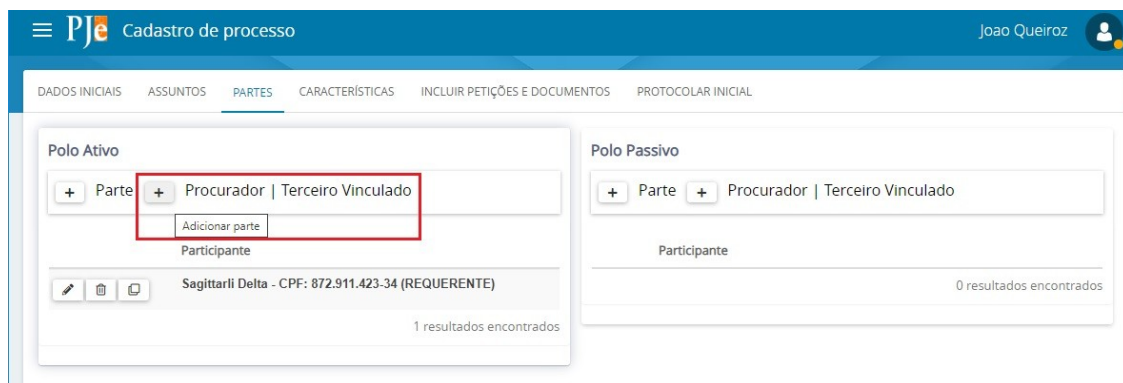 PJe Cadastro de processo Joao Queiroz
DADOS INICIAIS ASSUNTOS PARTES CARACTERÍSTICAS INCLUIR PETIÇÕES E DOCUMENTOS PROTOCOLAR INICIAL
Polo Ativo
+ Parte + Procurador | Terceiro Vinculado
Adicionar parte
Participante
Sagittarli Delta - CPF: 872.911.423-34 (REQUERENTE)
1 resultados encontrados
Polo Passivo
+ Parte + Procurador | Terceiro Vinculado
Participante
0 resultados encontrados